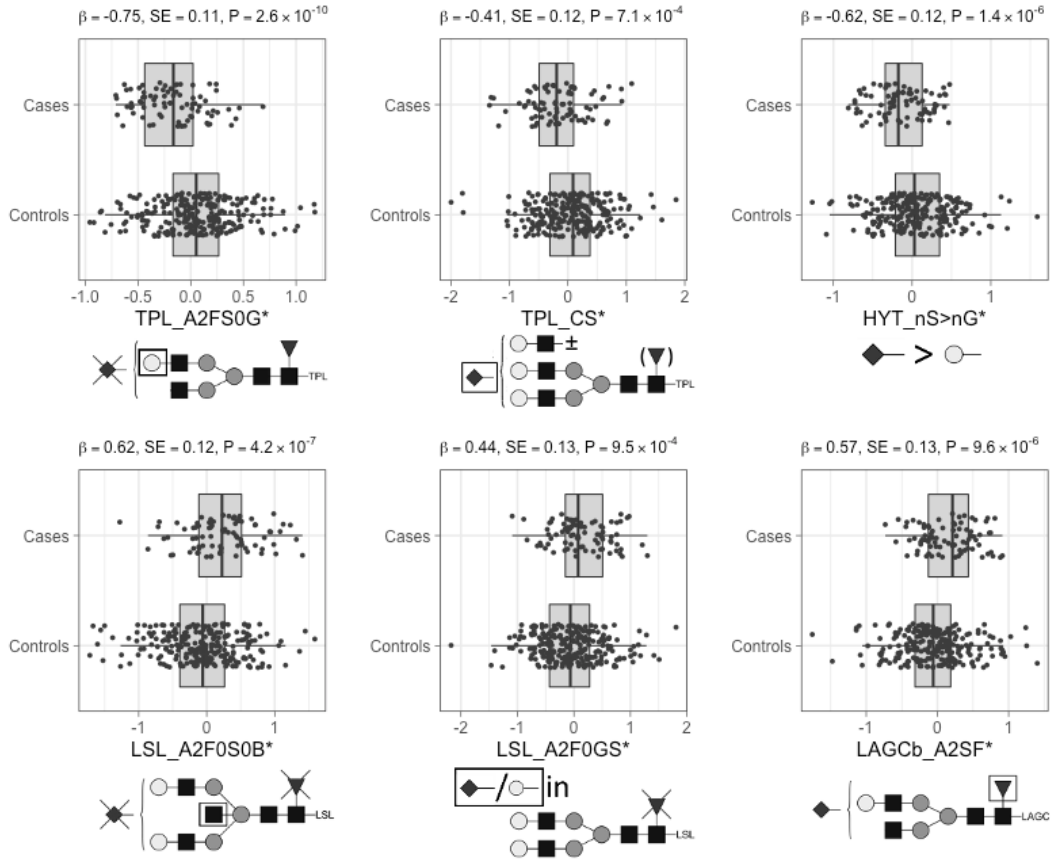 β = -0.75, SE = 0.11, P = 2.6 × 10⁻¹⁰
Cases
Controls
-1.0 -0.5 0.0 0.5 1.0
TPL_A2FS0G*
TPL
β = -0.41, SE = 0.12, P = 7.1 × 10⁻⁴
Cases
Controls
-2 -1 0 1 2
TPL_CS*
±
( )
TPL
β = -0.62, SE = 0.12, P = 1.4 × 10⁻⁶
Cases
Controls
-1 0 1
HYT_nS>nG*
>
β = 0.62, SE = 0.12, P = 4.2 × 10⁻⁷
Cases
Controls
-1 0 1
LSL_A2F0S0B*
LSL
β = 0.44, SE = 0.13, P = 9.5 × 10⁻⁴
Cases
Controls
-2 -1 0 1 2
LSL_A2F0GS*
/ in
LSL
β = 0.57, SE = 0.13, P = 9.6 × 10⁻⁶
Cases
Controls
-1 0 1
LAGCb_A2SF*
LAGC